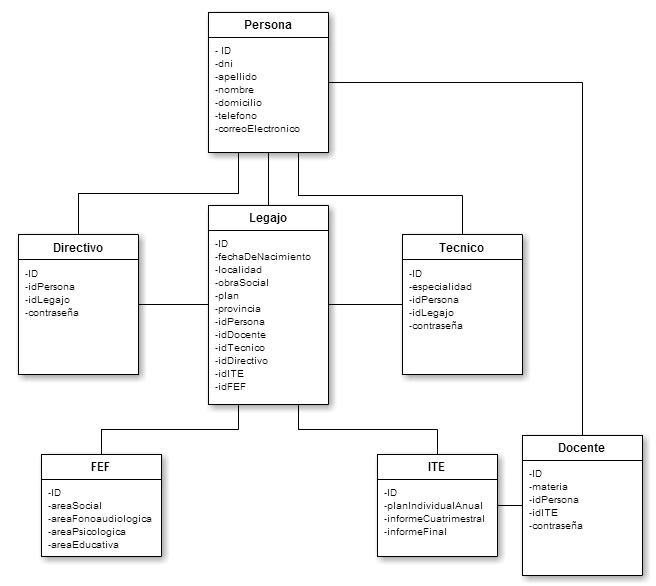 Persona
- ID
-dni
-apellido
-nombre
-domicilio
-telefono
-correoElectronico
Directivo
-ID
-idPersona
-idLegajo
-contraseña
Legajo
-ID
-fechaDeNacimiento
-localidad
-obraSocial
-plan
-provincia
-idPersona
-idDocente
-idTecnico
-idDirectivo
-idITE
-idFEF
Tecnico
-ID
-especialidad
-idPersona
-idLegajo
-contraseña
FEF
-ID
-areaSocial
-areaFonoaudiologica
-areaPsicologica
-areaEducativa
ITE
-ID
-planIndividualAnual
-informeCuatrimestral
-informeFinal
Docente
-ID
-materia
-idPersona
-idITE
-contraseña